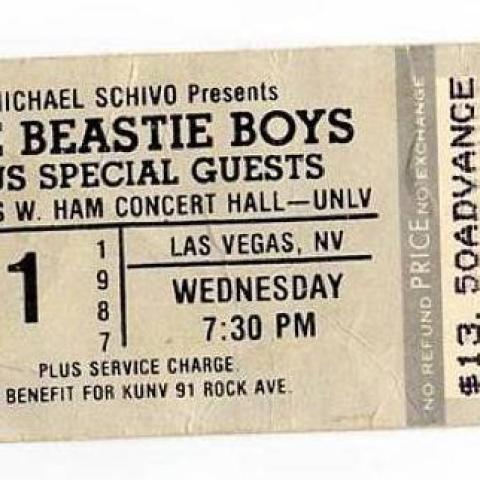 MICHAEL SCHIVO Presents
E BEASTIE BOYS
US SPECIAL GUESTS
S W. HAM CONCERT HALL—UNLV
1
1987
LAS VEGAS, NV
WEDNESDAY
7:30 PM
PLUS SERVICE CHARGE.
BENEFIT FOR KUNV 91 ROCK AVE.
NO REFUND PRICE NO EXCHANGE
$13.50ADVANCE